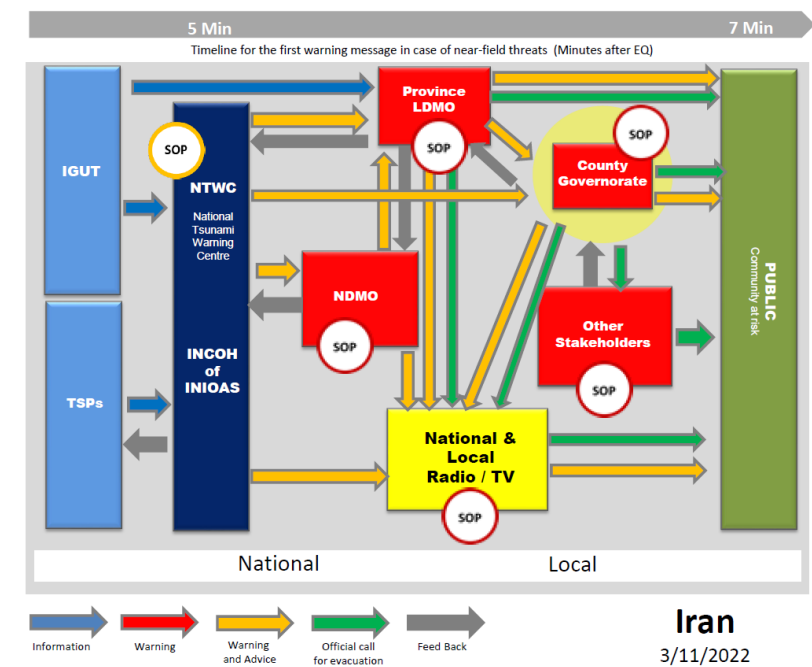 5 Min
7 Min
Timeline for the first warning message in case of near-field threats (Minutes after EQ)
IGUT
TSPs
SOP
NTWC
National
Tsunami
Warning
Centre
INCOH
of
INIOAS
Province
LDMO
SOP
NDMO
SOP
SOP
County
Governorate
Other
Stakeholders
SOP
National &
Local
Radio / TV
SOP
PUBLIC
Community at risk
National
Local
Information
Warning
Warning
and Advice
Official call
for evacuation
Feed Back
Iran
3/11/2022